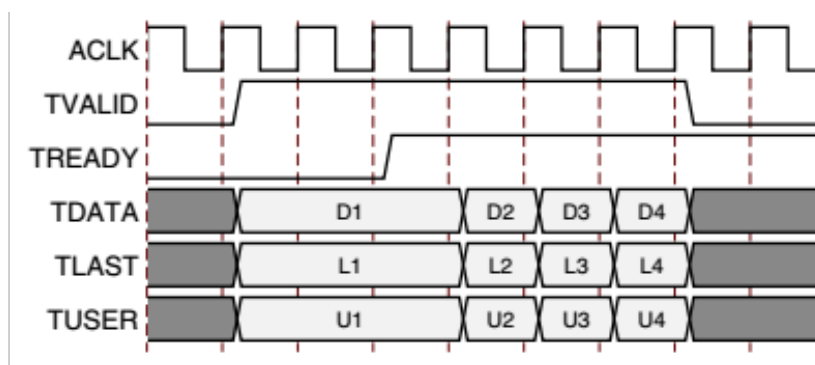 ACLK
TVALID
TREADY
TDATA D1 D2 D3 D4
TLAST L1 L2 L3 L4
TUSER U1 U2 U3 U4